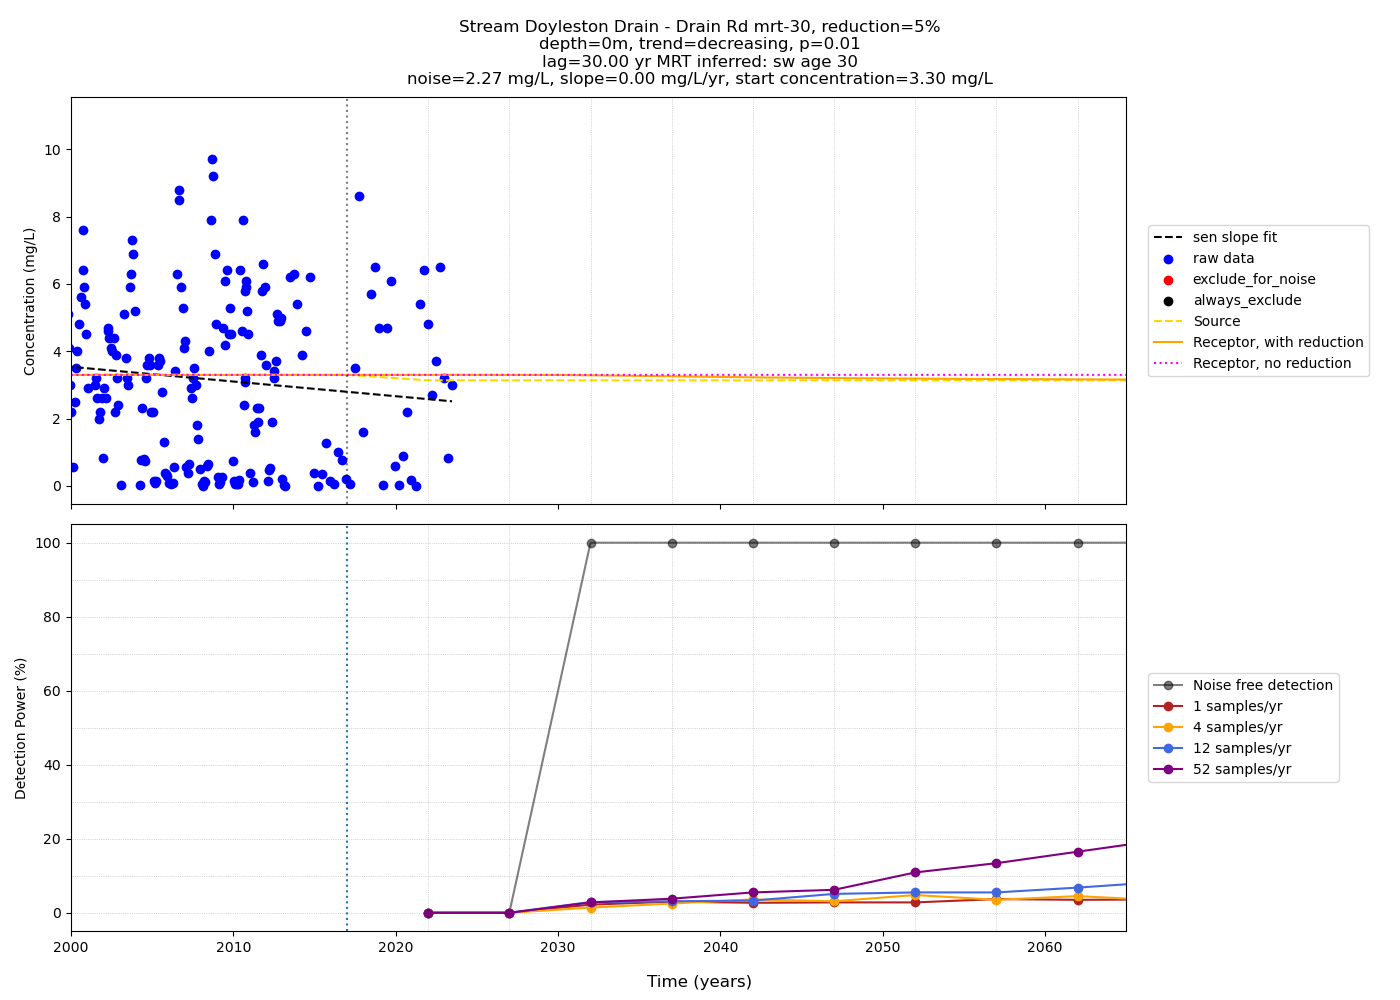 Stream Doyleston Drain - Drain Rd mrt-30, reduction=5%
depth=0m, trend=decreasing, p=0.01
lag=30.00 yr MRT inferred: sw age 30
noise=2.27 mg/L, slope=0.00 mg/L/yr, start concentration=3.30 mg/L
10
8
6
4
2
0
Concentration (mg/L)
sen slope fit
raw data
exclude_for_noise
always_exclude
Source
Receptor, with reduction
Receptor, no reduction
100
80
60
40
20
0
Detection Power (%)
Noise free detection
1 samples/yr
4 samples/yr
12 samples/yr
52 samples/yr
2000 2010 2020 2030 2040 2050 2060
Time (years)